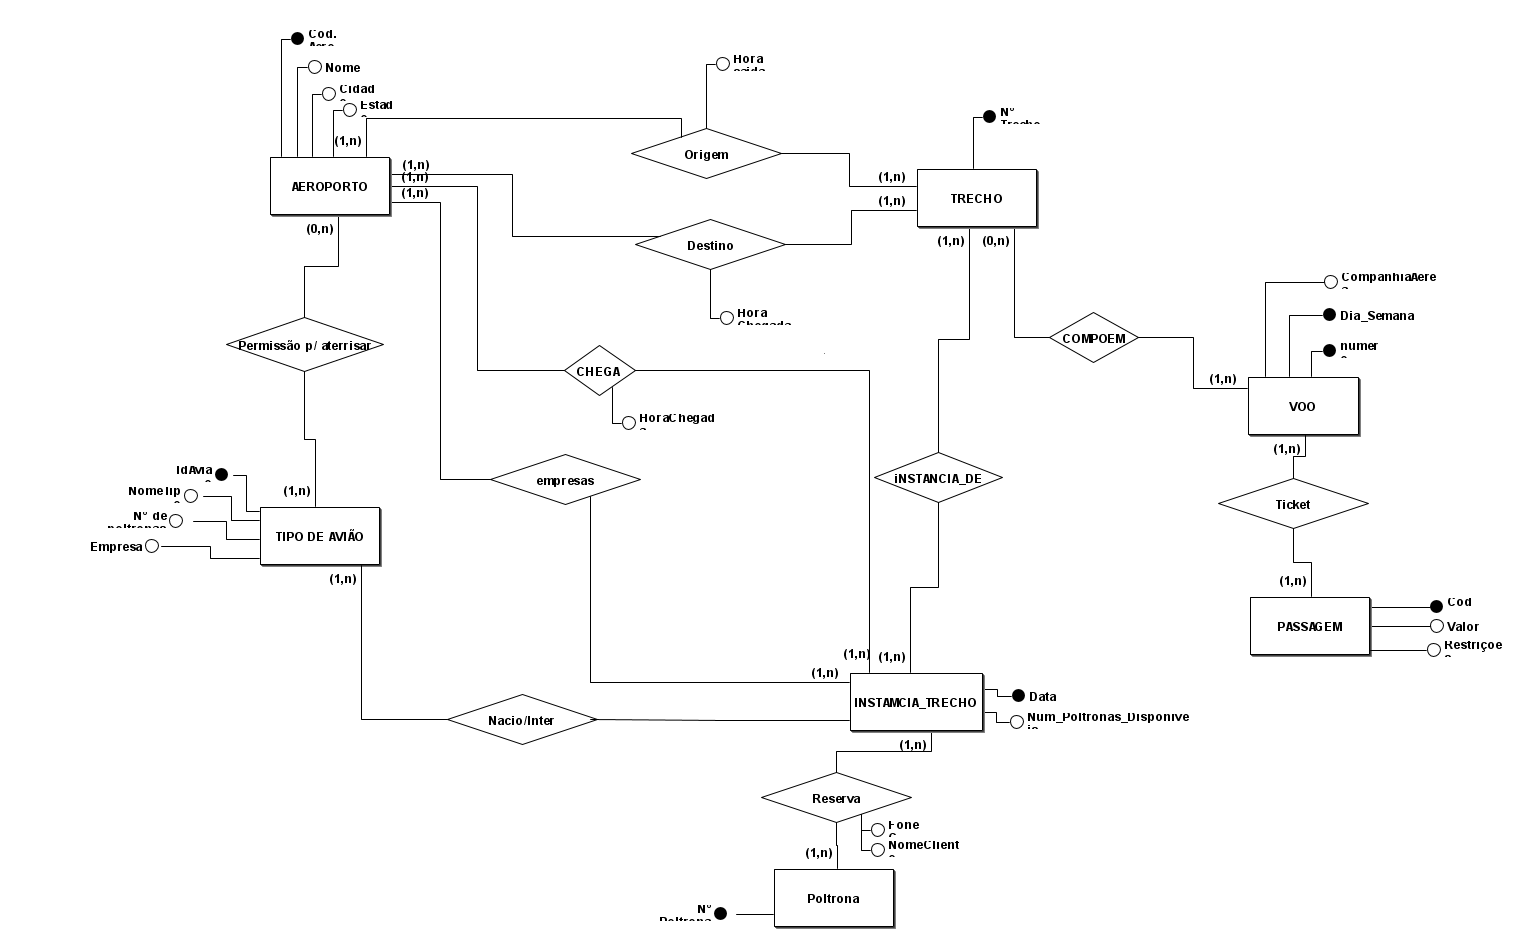 Cod.
Nome
Hora
Cidad
Estad
Nº
(1,n)
Origem
(1,n)
(1,n)
(1,n)
(1,n)
AEROPORTO
TRECHO
(1,n)
(0,n)
Destino
(1,n)
(0,n)
CompanhiaAere
Hora
Chegada
Dia_Semana
numer
Permissão p/ aterrisar
COMPOEM
CHEGA
(1,n)
VOO
HoraChegad
(1,n)
IdAvia
empresas
iNSTANCIA_DE
NomeTip
(1,n)
Ticket
Nº de
poltronas
TIPO DE AVIÃO
Empresa
(1,n)
(1,n)
Cod
PASSAGEM
Valor
Restriçoe
(1,n)
(1,n)
(1,n)
INSTAMCIA_TRECHO
Data
Nacio/Inter
Num_Poltronas_Disponive
(1,n)
Reserva
Fone
NomeClient
(1,n)
Poltrona
Nº
Poltrona